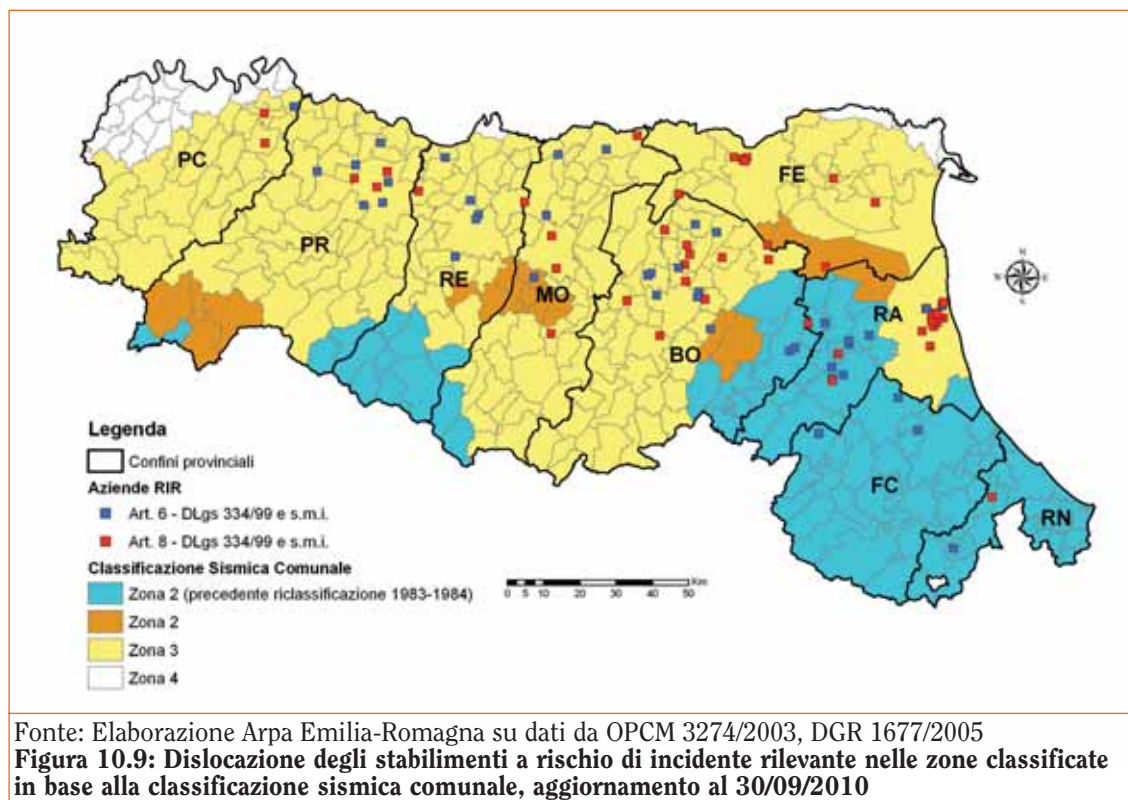 PC
PR
RE
MO
BO
FE
RA
FC
RN
N
W
E
S
Legenda
Confini provinciali
Aziende RIR
Art. 6 - DLgs 334/99 e s.m.i.
Art. 8 - DLgs 334/99 e s.m.i.
Classificazione Sismica Comunale
Zona 2 (precedente riclassificazione 1983-1984)
Zona 2
Zona 3
Zona 4
Km
0 5 10 20 30 40 50
Fonte: Elaborazione Arpa Emilia-Romagna su dati da OPCM 3274/2003, DGR 1677/2005
Figura 10.9: Dislocazione degli stabilimenti a rischio di incidente rilevante nelle zone classificate
in base alla classificazione sismica comunale, aggiornamento al 30/09/2010